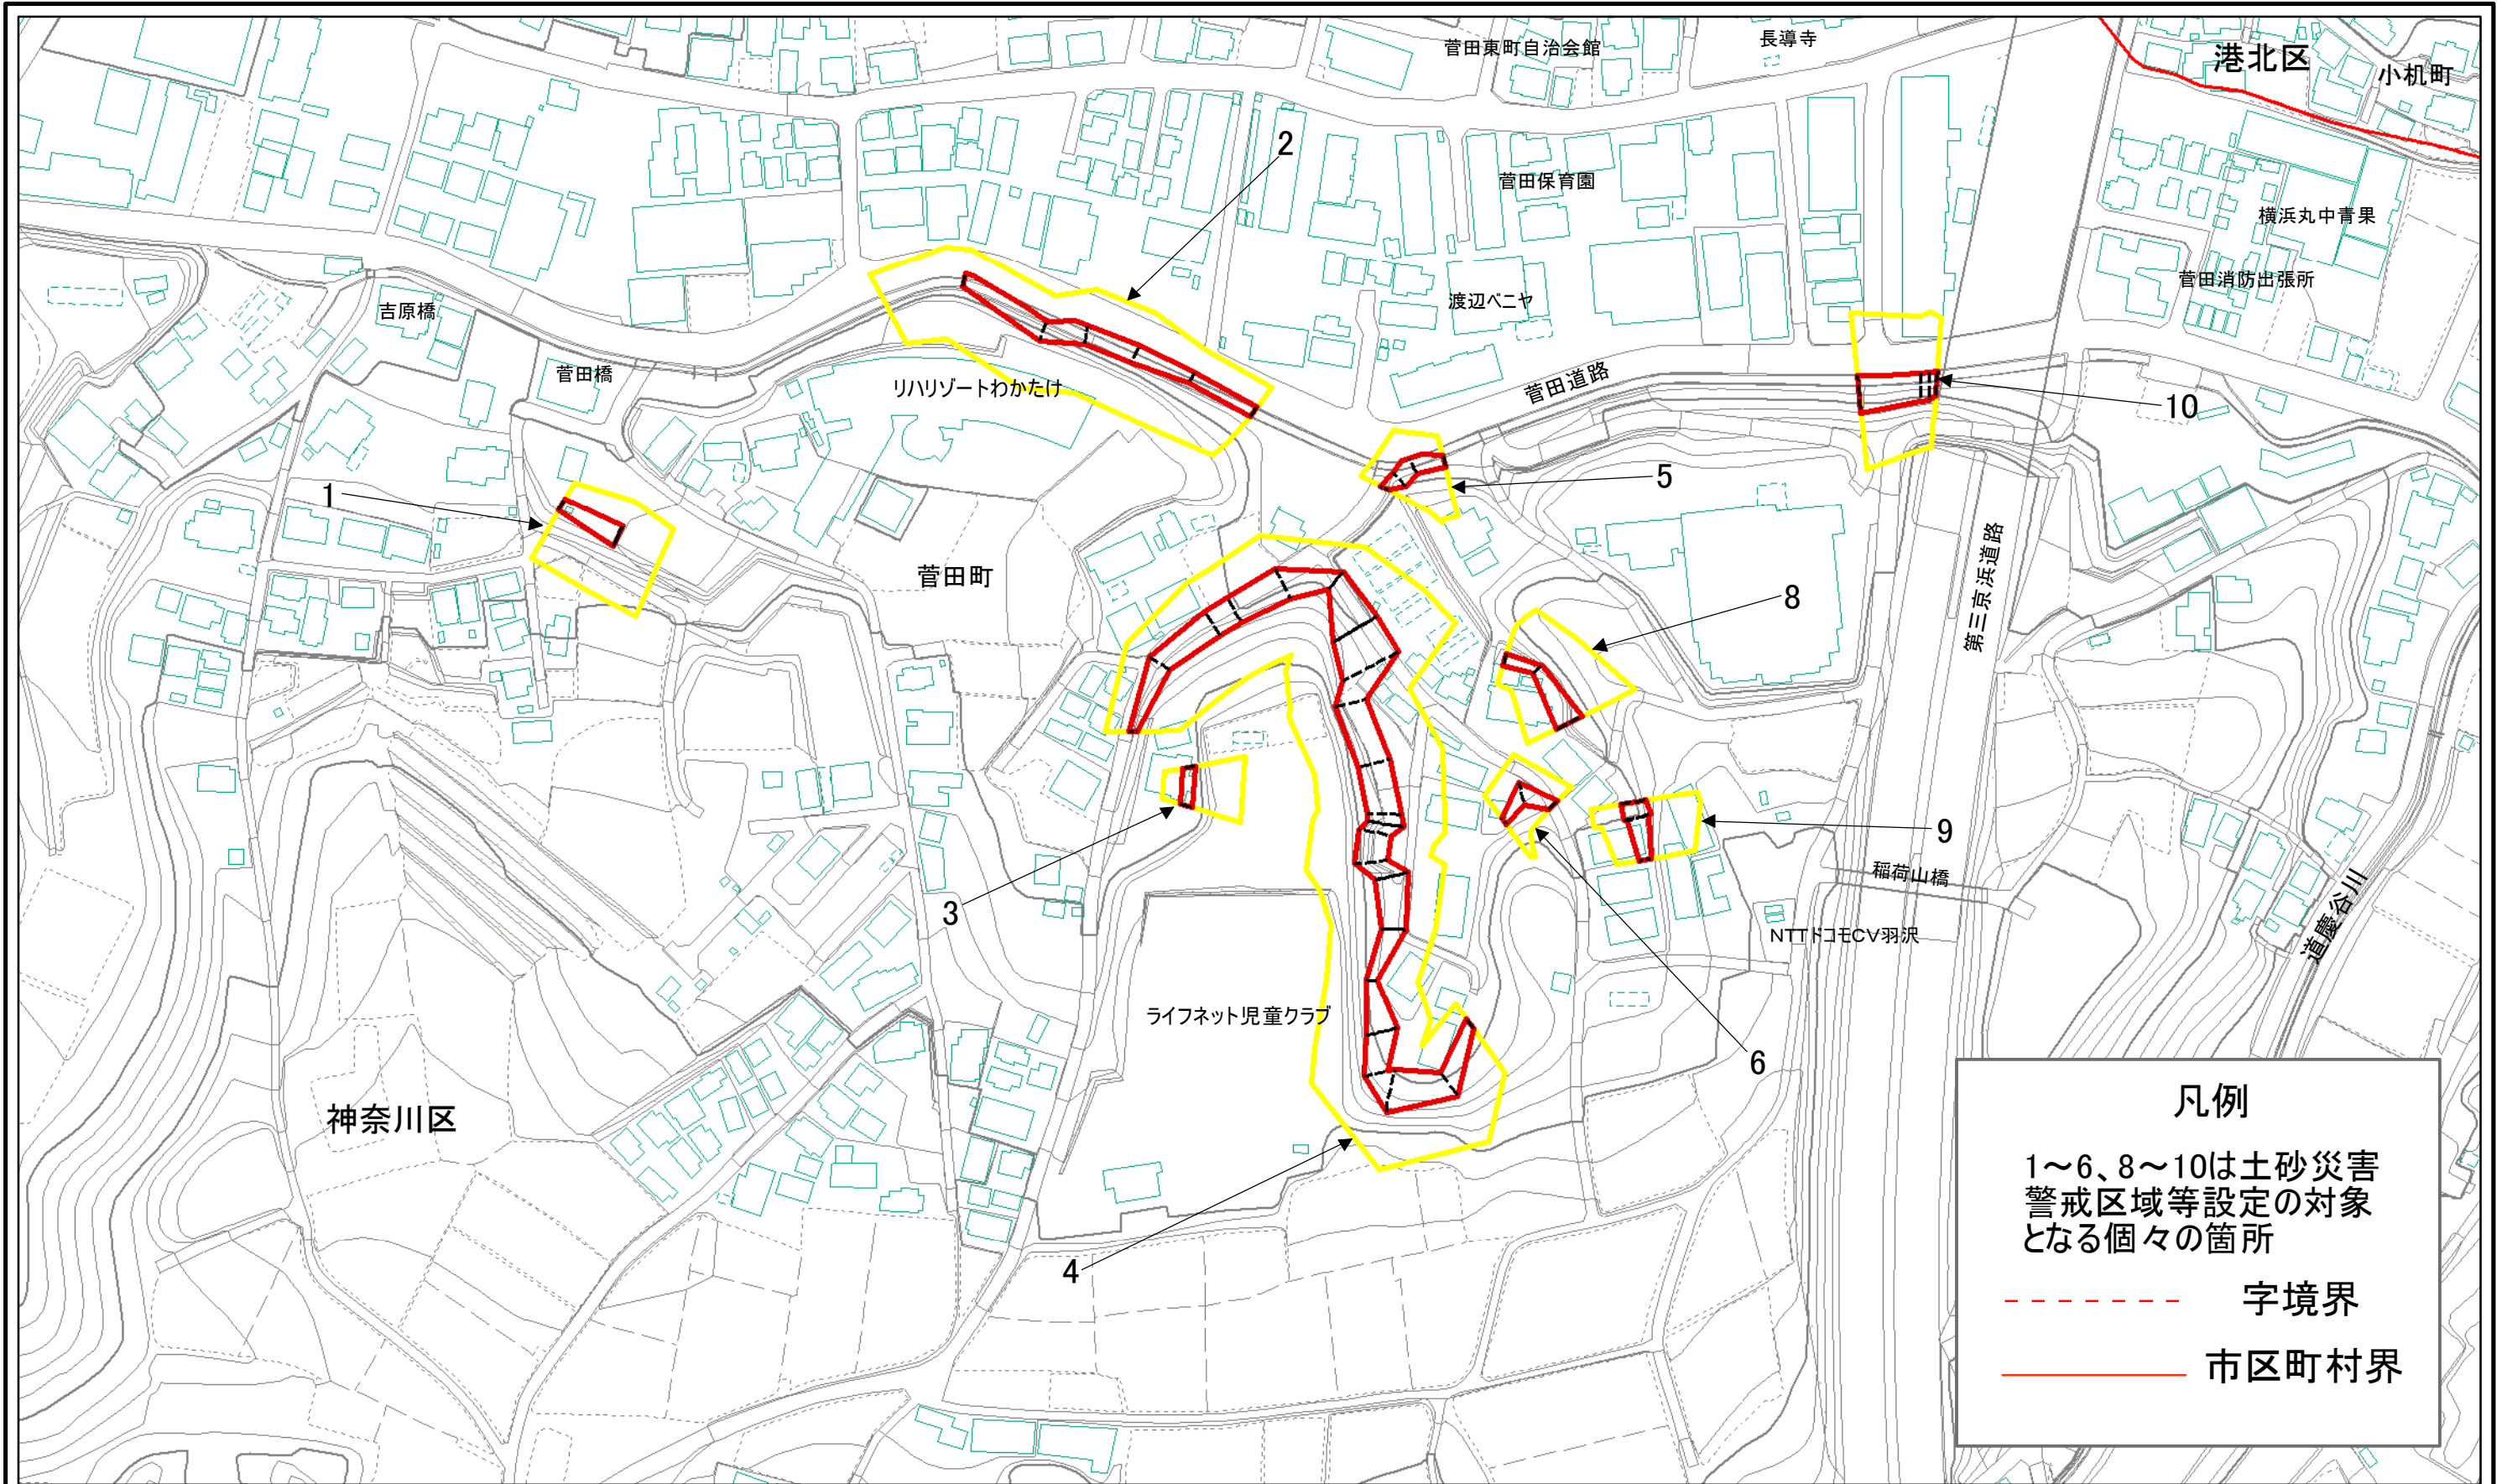 菅田東町自治会館
長導寺
港北区
小机町
2
菅田保育園
横浜丸中青果
菅田消防出張所
吉原橋
渡辺ベニヤ
菅田橋
リハリゾートわかたけ
菅田道路
10
1
5
第三京浜道路
菅田町
8
3
9
稲荷山橋
道慶谷川
NTTドコモCV羽沢
ライフネット児童クラブ
6
神奈川区
4
凡例
1~6、8~10は土砂災害
警戒区域等設定の対象
となる個々の箇所
字境界
市区町村界